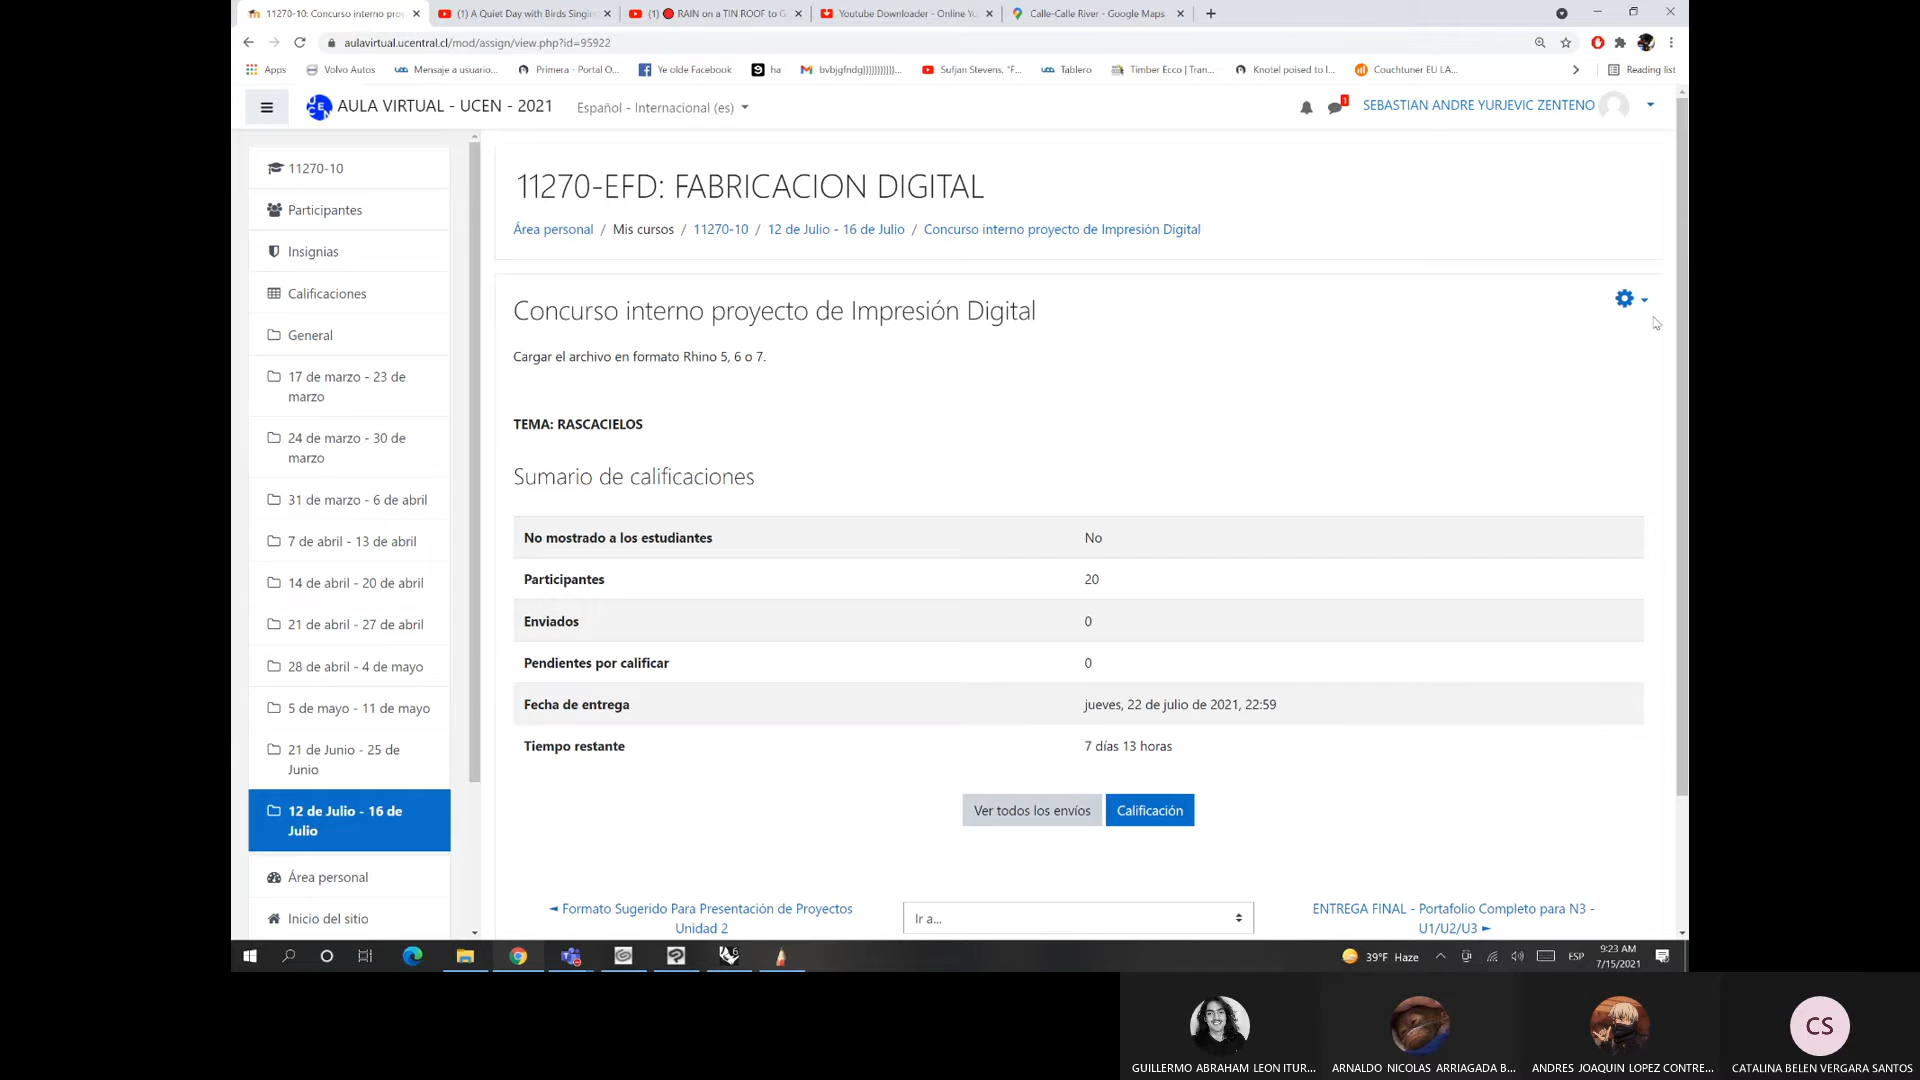 11270-10: Concurso interno proy
(1) A Quiet Day with Birds Singin
(1) 🔴 RAIN on a TIN ROOF to
Youtube Downloader - Online Yo
Calle-Calle River - Google Maps
aulavirtual.ucentral.cl/mod/assign/view.php?id=95922
Apps
Volvo Autos
Mensaje a usuario...
Primera - Portal O...
Ye olde Facebook
ha
bvbjgfndg))))))))))...
Sufjan Stevens, "F...
Tablero
Timber Ecco | Tran...
Knotel poised to l...
Couchtuner EU LA...
Reading list
AULA VIRTUAL - UCEN - 2021
Español - Internacional (es)
1
SEBASTIAN ANDRE YURJEVIC ZENTENO
11270-10
Participantes
Insignias
Calificaciones
General
17 de marzo - 23 de
marzo
24 de marzo - 30 de
marzo
31 de marzo - 6 de abril
7 de abril - 13 de abril
14 de abril - 20 de abril
21 de abril - 27 de abril
28 de abril - 4 de mayo
5 de mayo - 11 de mayo
21 de Junio - 25 de
Junio
12 de Julio - 16 de
Julio
Área personal
Inicio del sitio
11270-EFD: FABRICACION DIGITAL
Área personal / Mis cursos / 11270-10 / 12 de Julio - 16 de Julio / Concurso interno proyecto de Impresión Digital
Concurso interno proyecto de Impresión Digital
Cargar el archivo en formato Rhino 5, 6 o 7.
TEMA: RASCACIELOS
Sumario de calificaciones
No mostrado a los estudiantes No
Participantes 20
Enviados 0
Pendientes por calificar 0
Fecha de entrega jueves, 22 de julio de 2021, 22:59
Tiempo restante 7 días 13 horas
Ver todos los envíos
Calificación
◄ Formato Sugerido Para Presentación de Proyectos
Unidad 2
Ir a...
ENTREGA FINAL - Portafolio Completo para N3 -
U1/U2/U3 ►
39°F Haze
ESP
9:23 AM
7/15/2021
GUILLERMO ABRAHAM LEON ITUR...
ARNALDO NICOLAS ARRIAGADA B...
ANDRES JOAQUIN LOPEZ CONTRE...
CS
CATALINA BELEN VERGARA SANTOS